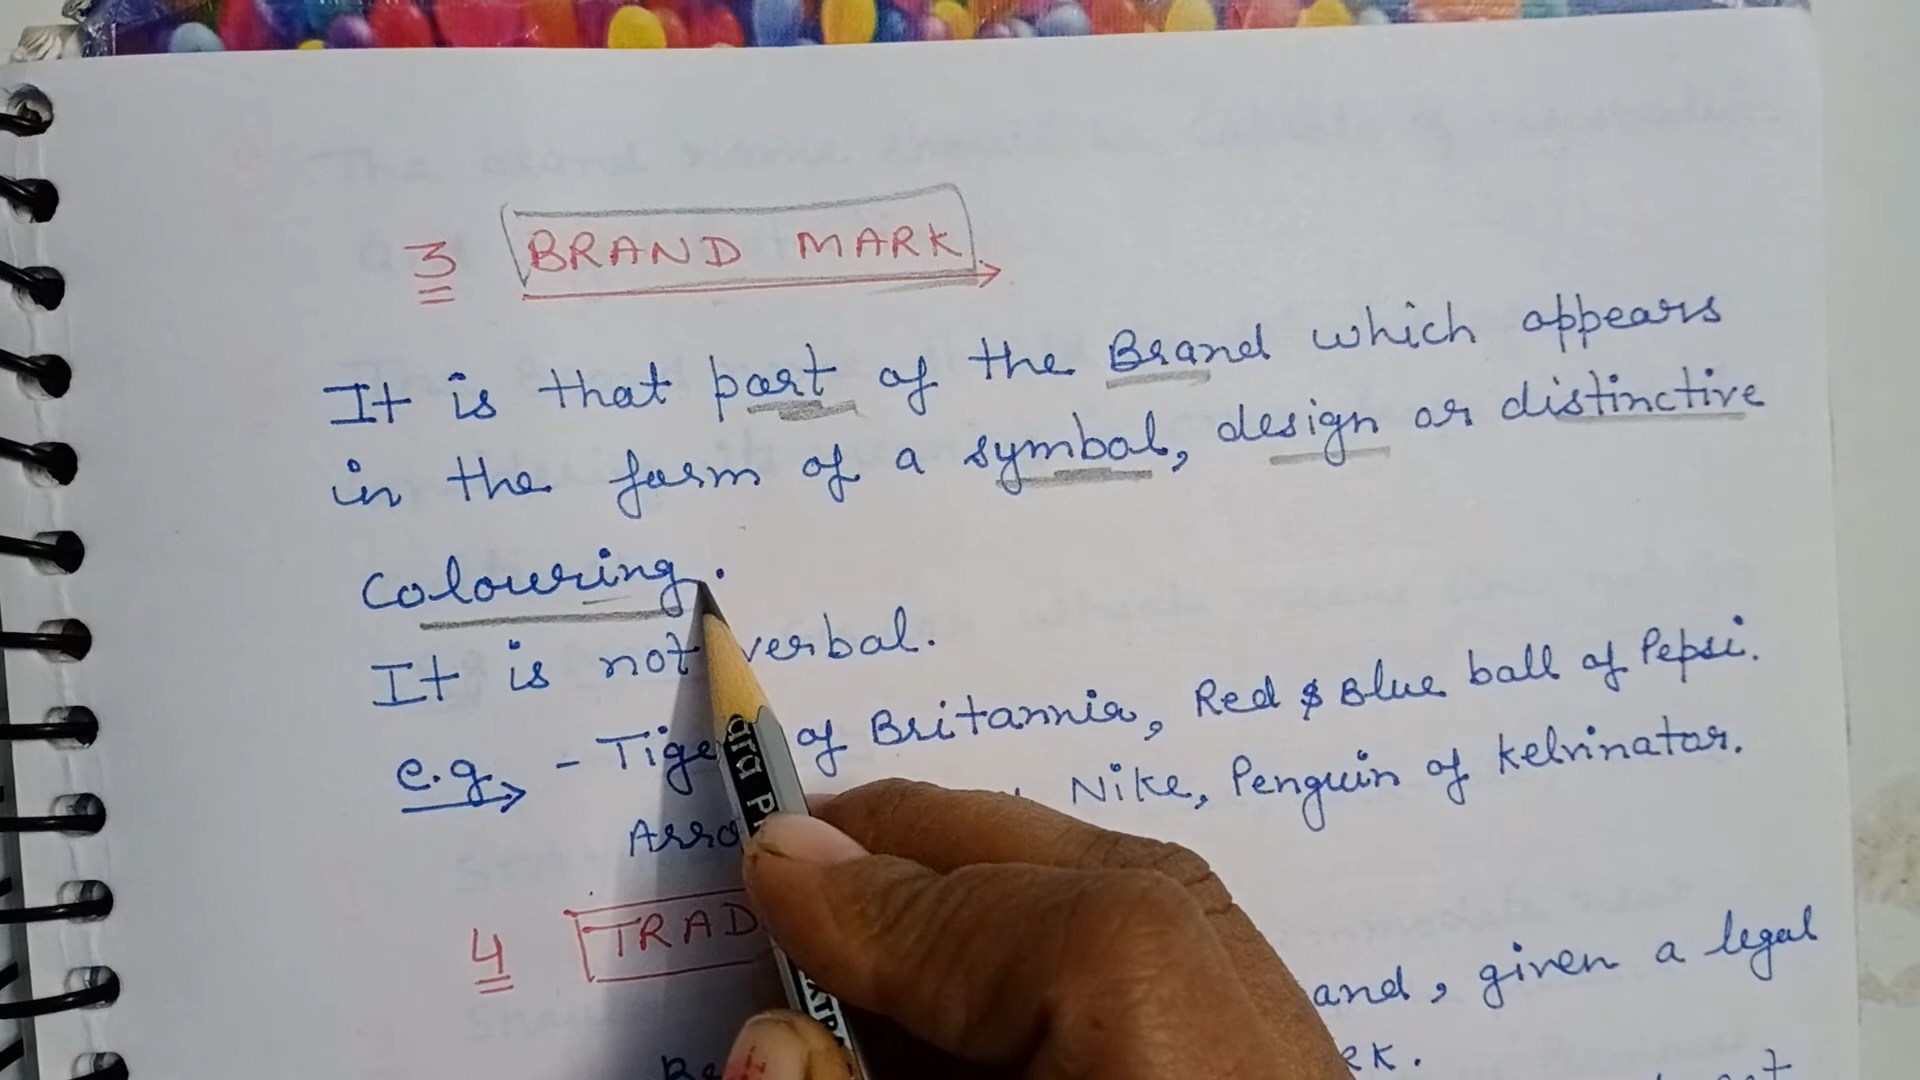 3 BRAND MARK
It is that part of the Brand which appears
in the form of a symbol, design or distinctive
Colouring.
It is not verbal.
e.g. - Tige of Britannia, Red & Blue ball of Pepsi.
Arro , Nike, Penguin of Kelvinator.
4 TRAD
and, given a legal
Be RK.